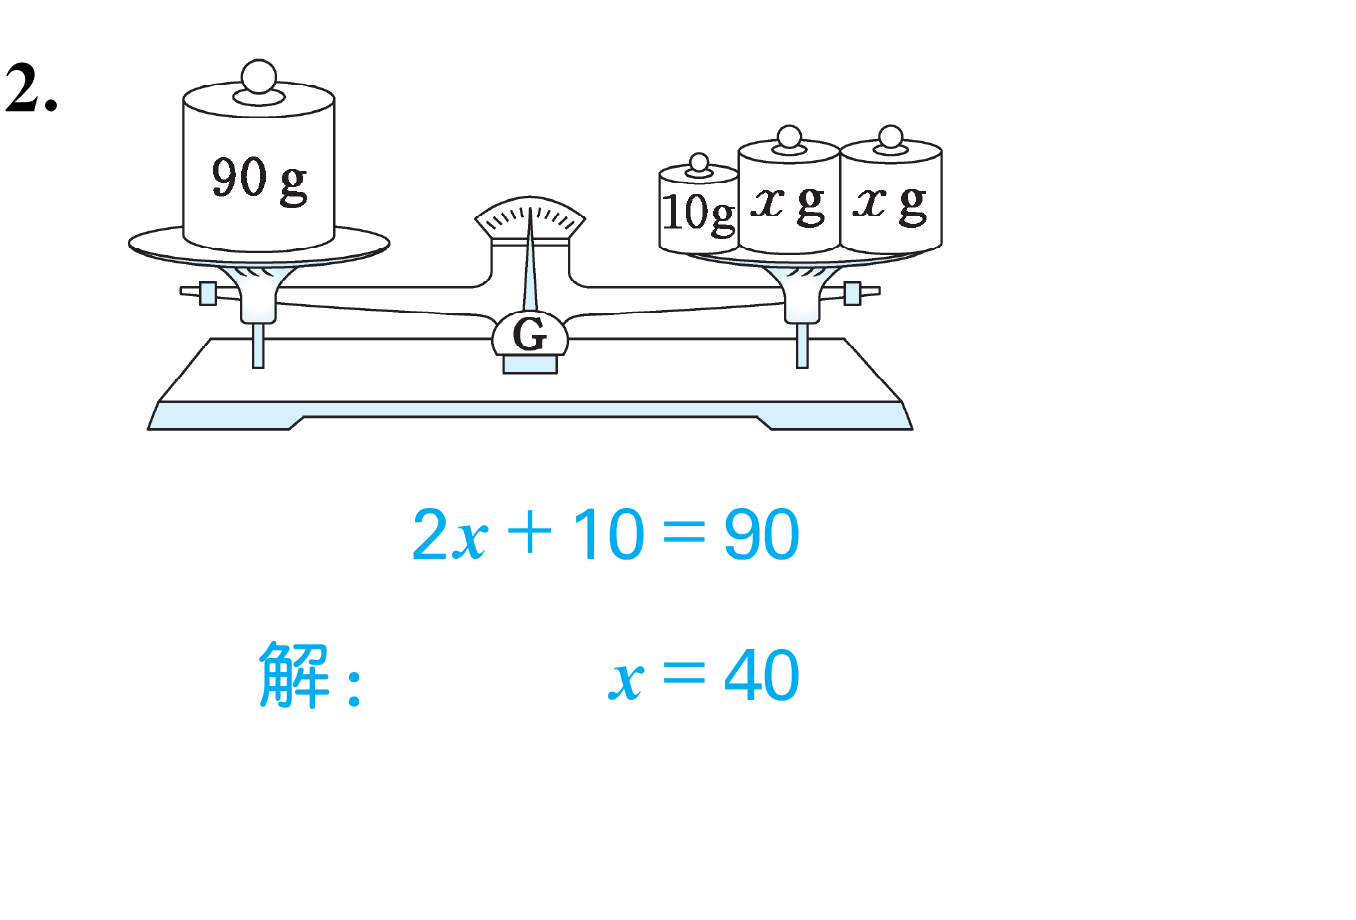 2.
90 g
10g x g x g
G
2x + 10 = 90
解: x = 40